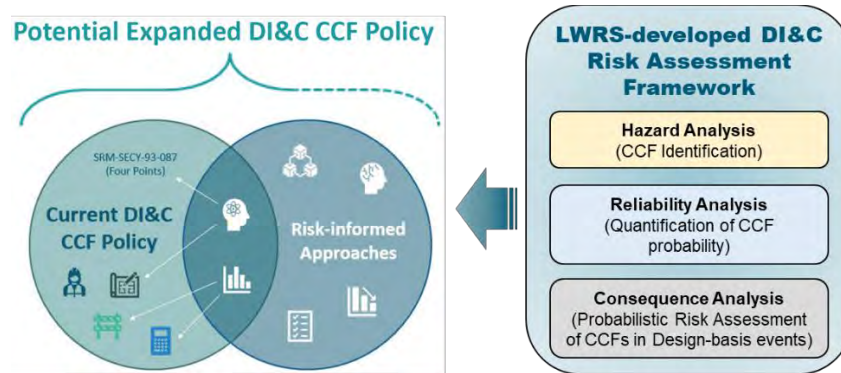 Potential Expanded DI&C CCF Policy
SRM-SECY-93-087
(Four Points)
Current DI&C
CCF Policy
Risk-informed
Approaches
LWRS-developed DI&C
Risk Assessment
Framework
Hazard Analysis
(CCF Identification)
Reliability Analysis
(Quantification of CCF
probability)
Consequence Analysis
(Probabilistic Risk Assessment
of CCFs in Design-basis events)